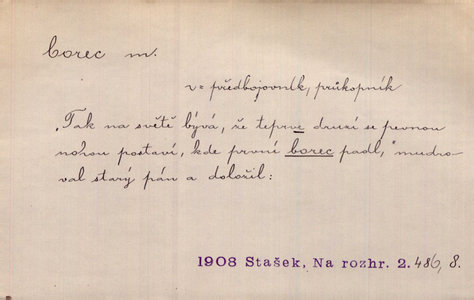 borec m.
v= předbojovník, průkopník
„Tak na světě bývá, že teprve druzí se pevnou
nohou postaví, kde první borec padl," mudro-
val starý pán a doložil:
1908 Stašek, Na rozhr. 2. 486, 8.